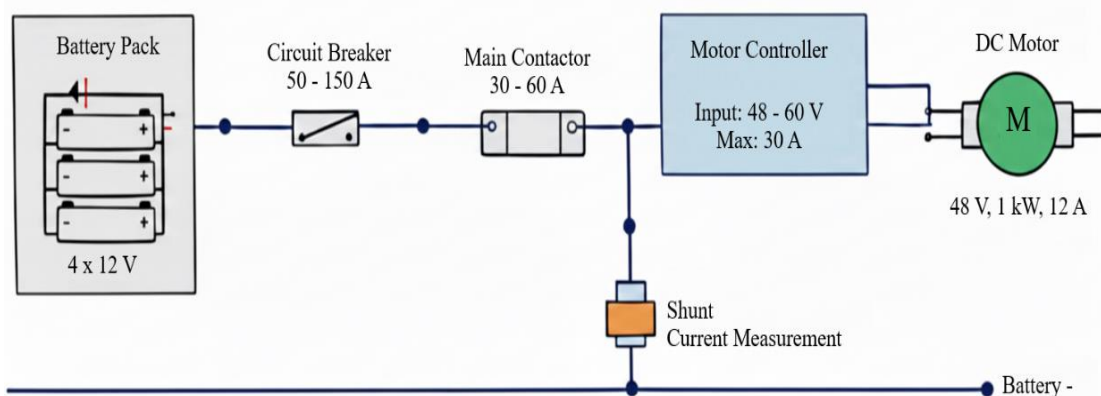 Battery Pack
- +
- +
- +
4 x 12 V
Circuit Breaker
50 - 150 A
Main Contactor
30 - 60 A
Motor Controller
Input: 48 - 60 V
Max: 30 A
DC Motor
M
48 V, 1 kW, 12 A
Shunt
Current Measurement
Battery -